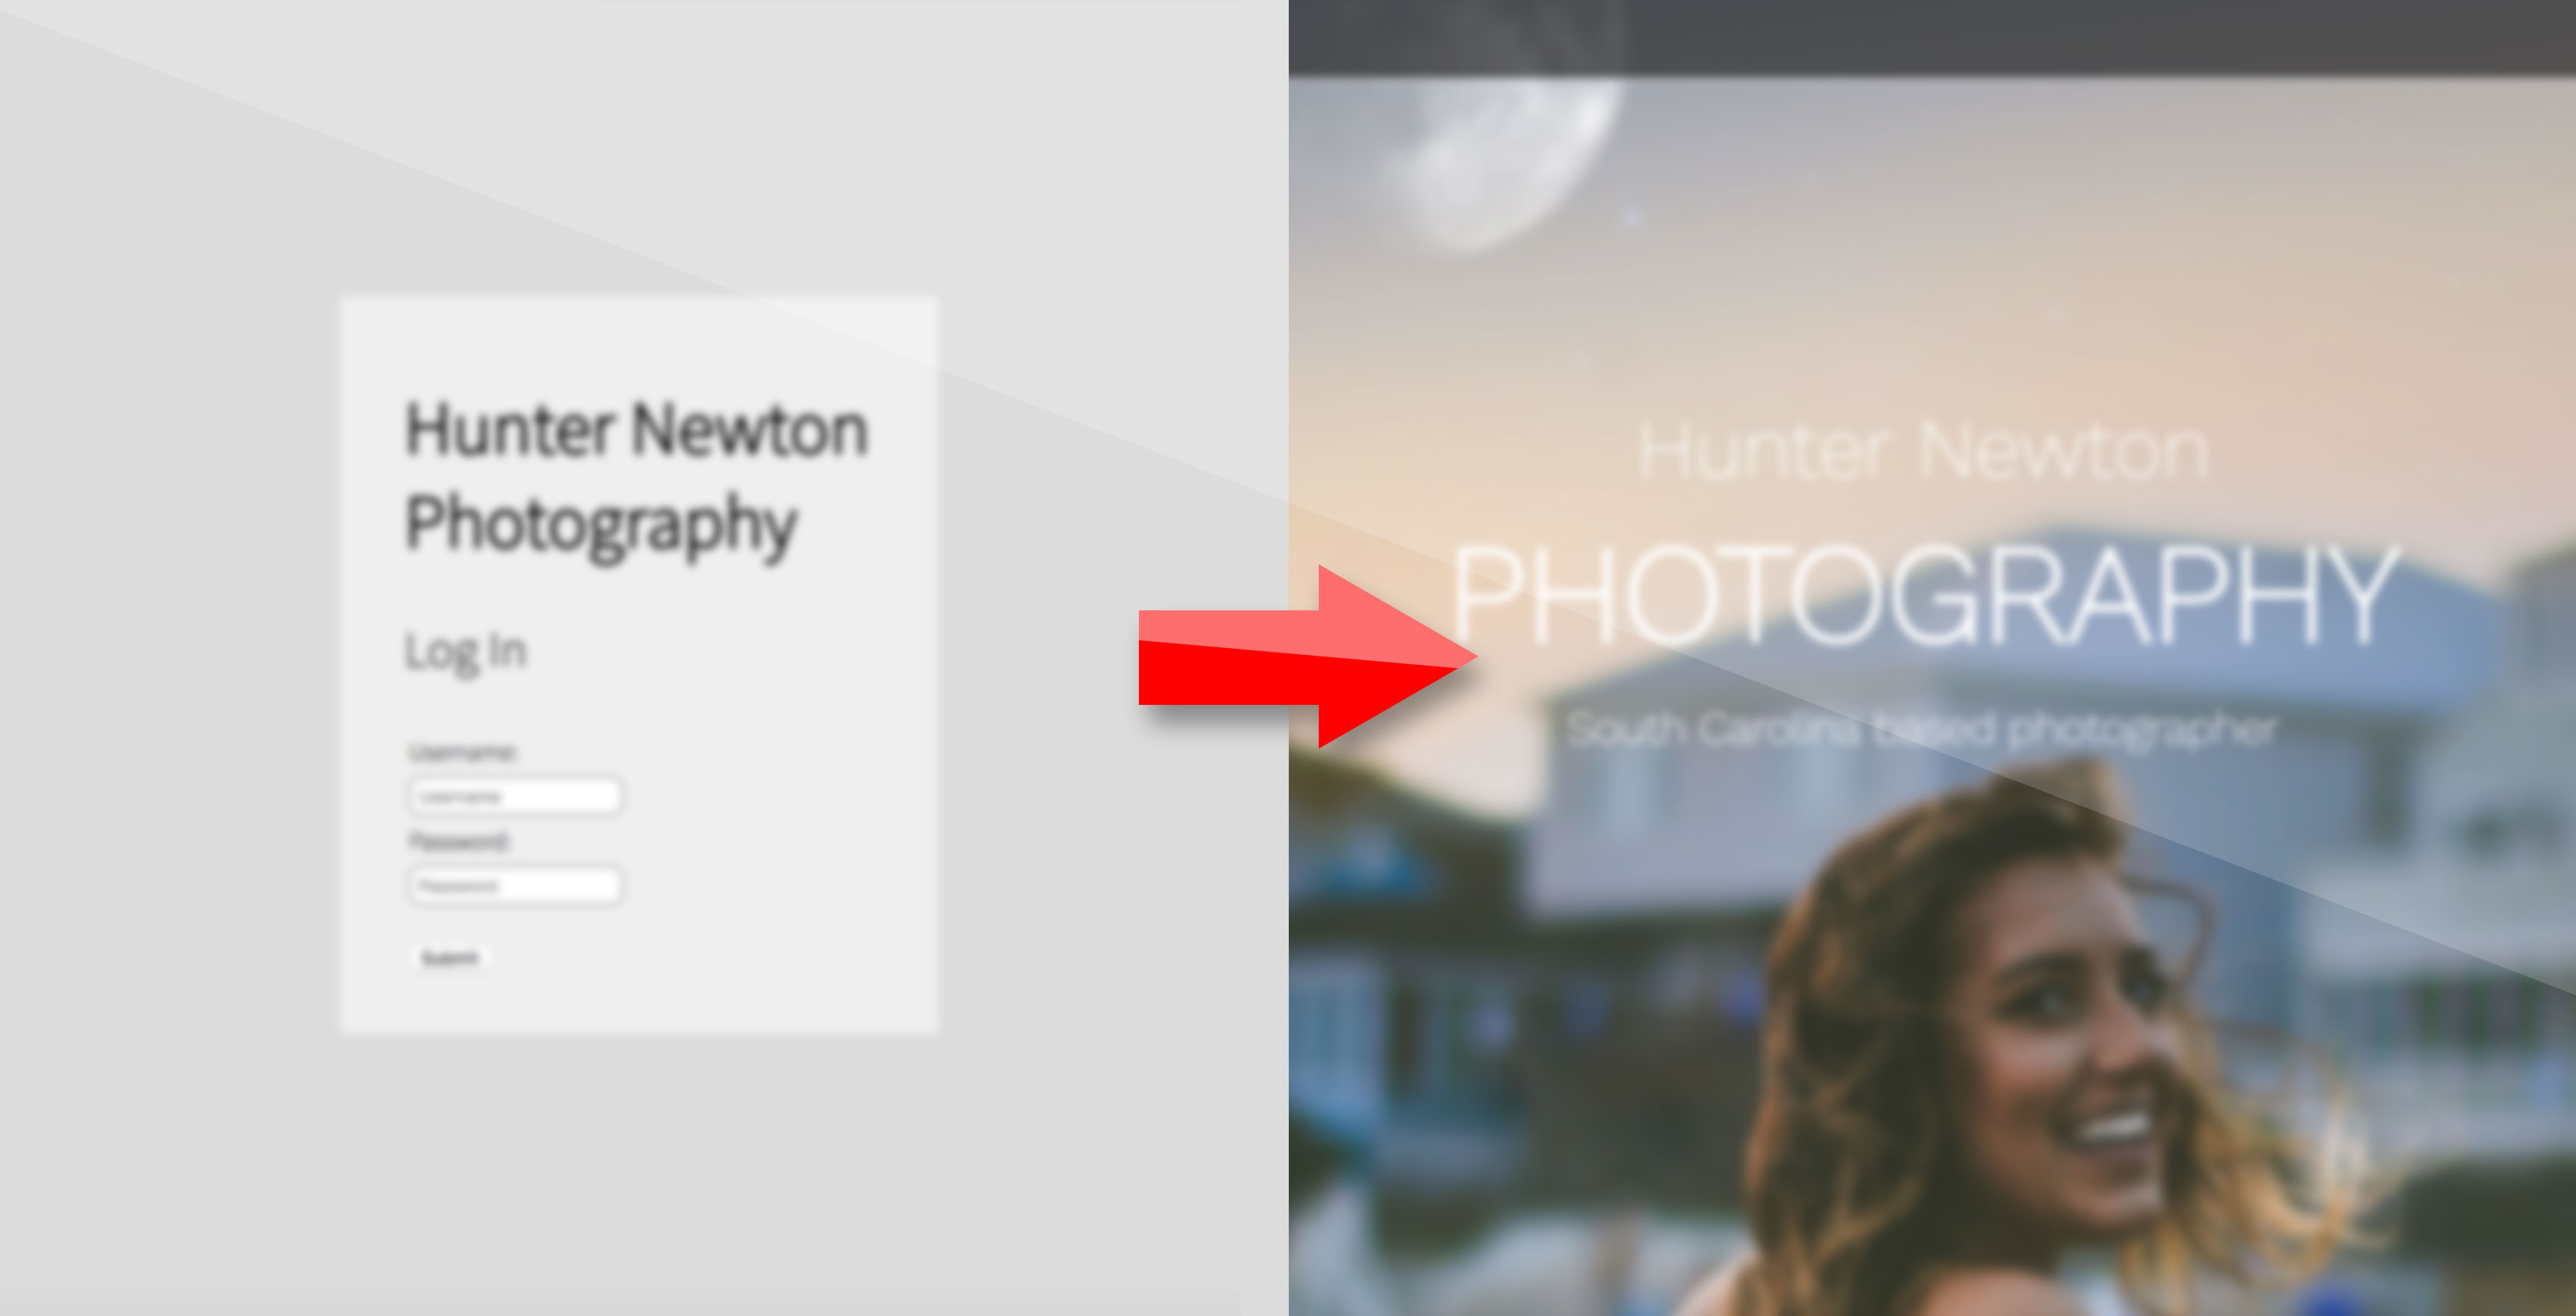 Hunter Newton
Photography
Log In
Username:
Username
Password:
Password
Submit
Hunter Newton
PHOTOGRAPHY
South Carolina based photographer